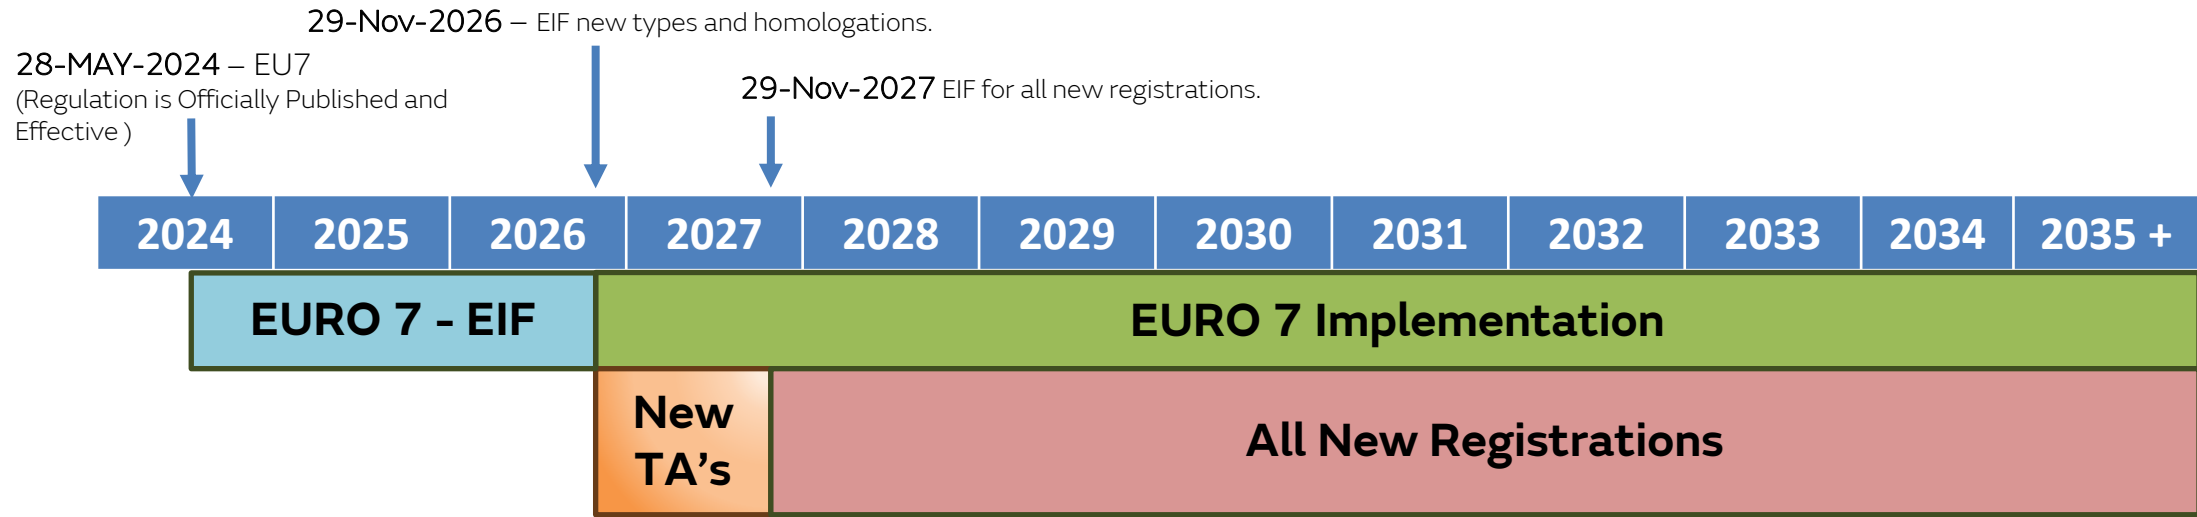 29-Nov-2026 – EIF new types and homologations.
28-MAY-2024 – EU7
(Regulation is Officially Published and
Effective )
29-Nov-2027 EIF for all new registrations.
2024 2025 2026 2027 2028 2029 2030 2031 2032 2033 2034 2035 +
EURO 7 - EIF
EURO 7 Implementation
New
TA's
All New Registrations